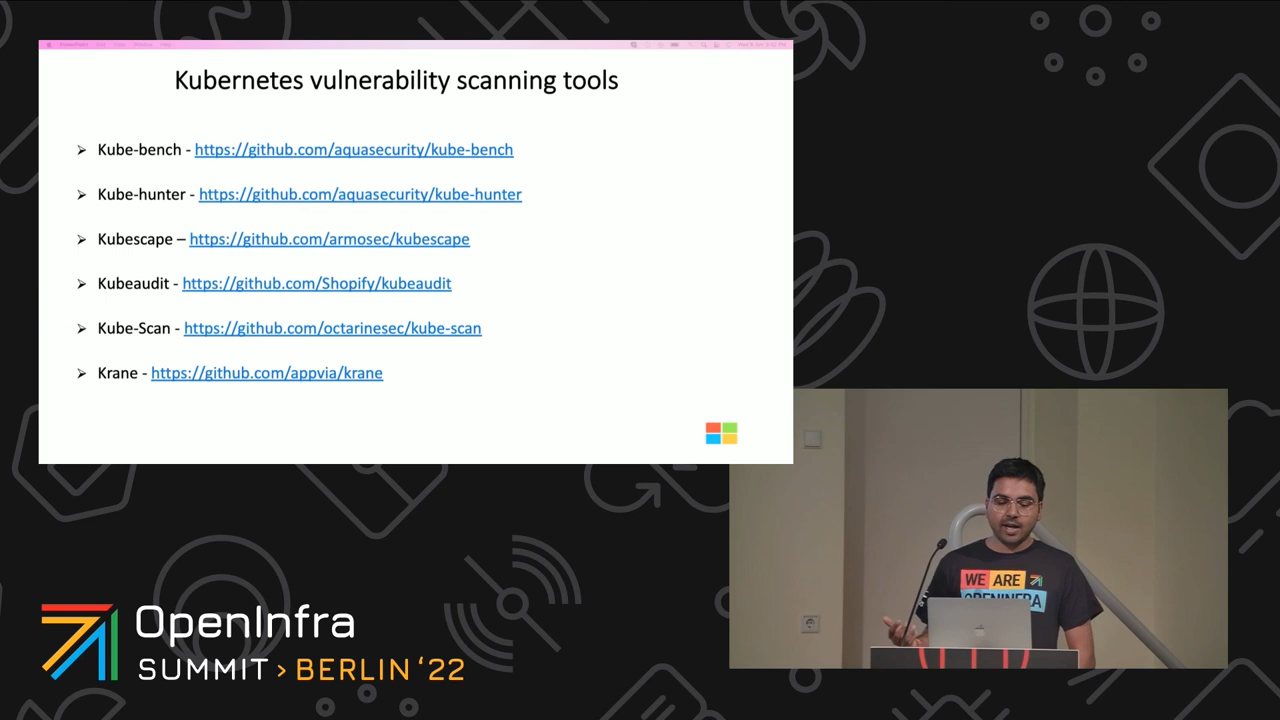 Kubernetes vulnerability scanning tools
Kube-bench - https://github.com/aquasecurity/kube-bench
Kube-hunter - https://github.com/aquasecurity/kube-hunter
Kubescape – https://github.com/armosec/kubescape
Kubeaudit - https://github.com/Shopify/kubeaudit
Kube-Scan - https://github.com/octarinesec/kube-scan
Krane - https://github.com/appvia/krane
WE ARE
OPENINFRA
OpenInfra
SUMMIT > BERLIN ‘22